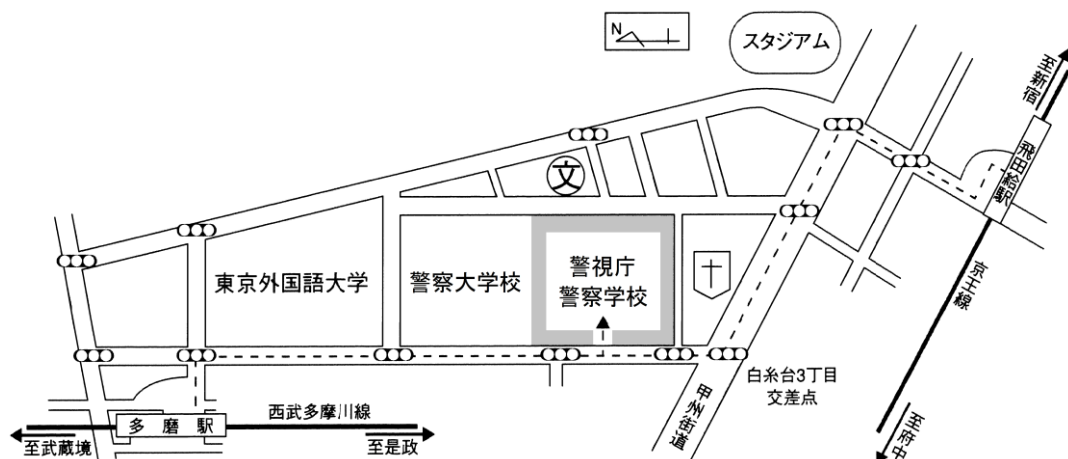 N
スタジアム
至新宿
飛田給駅
文
東京外国語大学
警察大学校
警視庁
警察学校
京王線
白糸台3丁目
交差点
甲州街道
西武多摩川線
多磨駅
至武蔵境
至是政
至府中